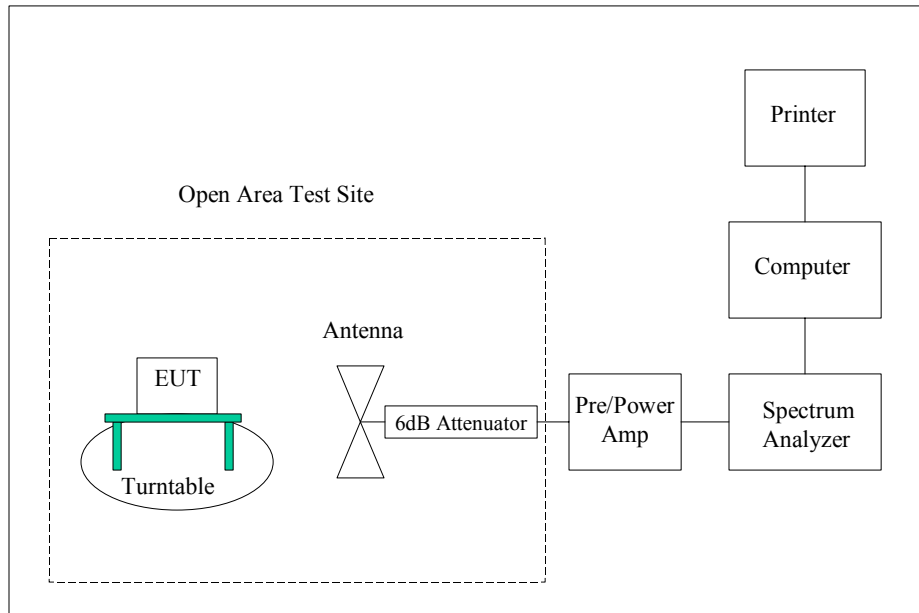 Printer
Open Area Test Site
Computer
Antenna
EUT
6dB Attenuator
Pre/Power
Amp
Spectrum
Analyzer
Turntable